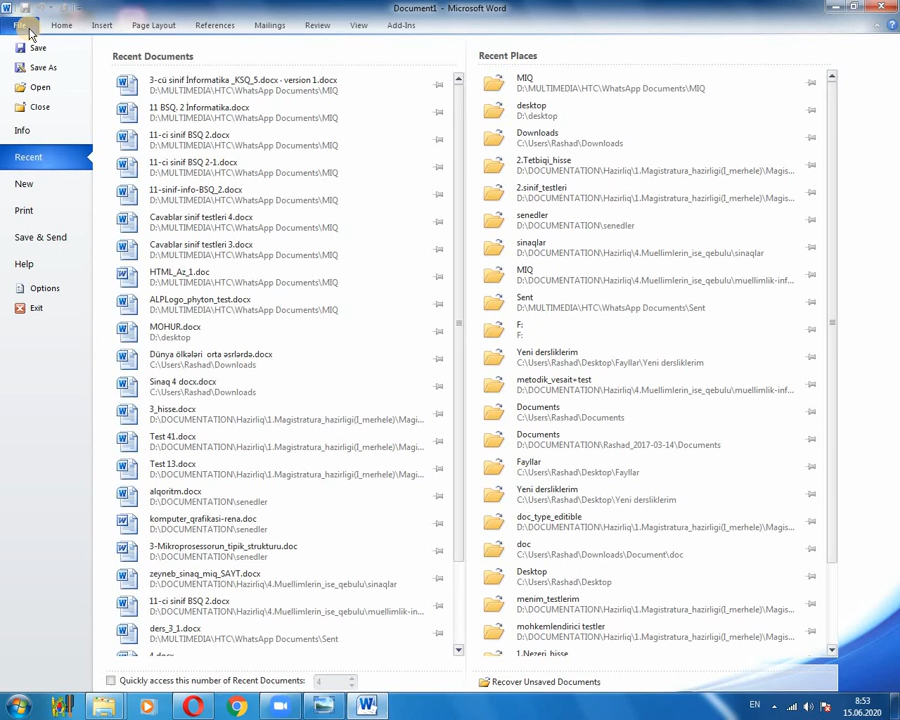 Document1 - Microsoft Word
File
Home
Insert
Page Layout
References
Mailings
Review
View
Add-Ins
Save
Save As
Open
Close
Info
Recent
New
Print
Save & Send
Help
Options
Exit
Recent Documents
3-cü sinif İnformatika _KSQ_5.docx - version 1.docx
D:\MULTIMEDIA\HTC\WhatsApp Documents\MIQ
11 BSQ. 2 İnformatika.docx
D:\MULTIMEDIA\HTC\WhatsApp Documents\MIQ
11-ci sinif BSQ 2.docx
D:\MULTIMEDIA\HTC\WhatsApp Documents\MIQ
11-ci sinif BSQ 2-1.docx
D:\MULTIMEDIA\HTC\WhatsApp Documents\MIQ
11-sinif-info-BSQ_2.docx
D:\MULTIMEDIA\HTC\WhatsApp Documents\MIQ
Cavablar sinif testleri 4.docx
D:\MULTIMEDIA\HTC\WhatsApp Documents\MIQ
Cavablar sinif testleri 3.docx
D:\MULTIMEDIA\HTC\WhatsApp Documents\MIQ
HTML_Az_1.doc
D:\MULTIMEDIA\HTC\WhatsApp Documents\MIQ
ALPLogo_phyton_test.docx
D:\MULTIMEDIA\HTC\WhatsApp Documents\MIQ
MOHUR.docx
D:\desktop
Dünya ölkələri orta əsrlərdə.docx
C:\Users\Rashad\Downloads
Sinaq 4 docx.docx
C:\Users\Rashad\Downloads
3_hisse.docx
D:\DOCUMENTATION\Hazirliq\1.Magistratura_hazirligi(I_merhele)\Magi...
Test 41.docx
D:\DOCUMENTATION\Hazirliq\1.Magistratura_hazirligi(I_merhele)\Magi...
Test 13.docx
D:\DOCUMENTATION\Hazirliq\1.Magistratura_hazirligi(I_merhele)\Magi...
alqoritm.docx
D:\DOCUMENTATION\senedler
komputer_qrafikasi-rena.doc
D:\DOCUMENTATION\senedler
3-Mikroprosessorun_tipik_strukturu.doc
D:\DOCUMENTATION\senedler
zeyneb_sinaq_miq_SAYT.docx
D:\DOCUMENTATION\Hazirliq\4.Muellimlerin_ise_qebulu\sinaqlar
11-ci sinif BSQ 2.docx
D:\DOCUMENTATION\Hazirliq\4.Muellimlerin_ise_qebulu\muellimlik-inf...
ders_3_1.docx
D:\MULTIMEDIA\HTC\WhatsApp Documents\Sent
Quickly access this number of Recent Documents:
4
Recent Places
MIQ
D:\MULTIMEDIA\HTC\WhatsApp Documents\MIQ
desktop
D:\desktop
Downloads
C:\Users\Rashad\Downloads
2.Tetbiqi_hisse
D:\DOCUMENTATION\Hazirliq\1.Magistratura_hazirligi(I_merhele)\Magis...
2.sinif_testleri
D:\DOCUMENTATION\Hazirliq\1.Magistratura_hazirligi(I_merhele)\Magis...
senedler
D:\DOCUMENTATION\senedler
sinaqlar
D:\DOCUMENTATION\Hazirliq\4.Muellimlerin_ise_qebulu\sinaqlar
MIQ
D:\DOCUMENTATION\Hazirliq\4.Muellimlerin_ise_qebulu\muellimlik-inf...
Sent
D:\MULTIMEDIA\HTC\WhatsApp Documents\Sent
F:
F:
Yeni dersliklerim
C:\Users\Rashad\Desktop\Fayllar\Yeni dersliklerim
metodik_vesait+test
D:\DOCUMENTATION\Hazirliq\4.Muellimlerin_ise_qebulu\muellimlik-inf...
Documents
C:\Users\Rashad\Documents
Documents
D:\DOCUMENTATION\Rashad_2017-03-14\Documents
Fayllar
C:\Users\Rashad\Desktop\Fayllar
Yeni dersliklerim
C:\Users\Rashad\Desktop\Yeni dersliklerim
doc_type_editible
D:\DOCUMENTATION\Hazirliq\1.Magistratura_hazirligi(I_merhele)\Magis...
doc
C:\Users\Rashad\Downloads\Document\doc
Desktop
C:\Users\Rashad\Desktop
menim_testlerim
D:\DOCUMENTATION\Hazirliq\1.Magistratura_hazirligi(I_merhele)\Magis...
mohkemlendirici testler
D:\DOCUMENTATION\Hazirliq\1.Magistratura_hazirligi(I_merhele)\Magis...
1.Nezeri_hisse
Recover Unsaved Documents
EN
8:53
15.06.2020